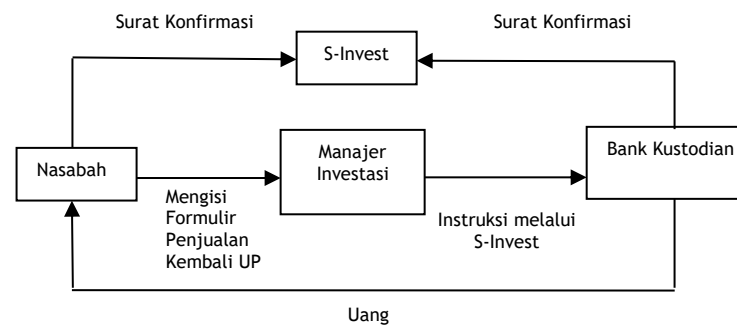 Surat Konfirmasi
Surat Konfirmasi
S-Invest
Nasabah
Manajer
Investasi
Bank Kustodian
Mengisi
Formulir
Penjualan
Kembali UP
Instruksi melalui
S-Invest
Uang